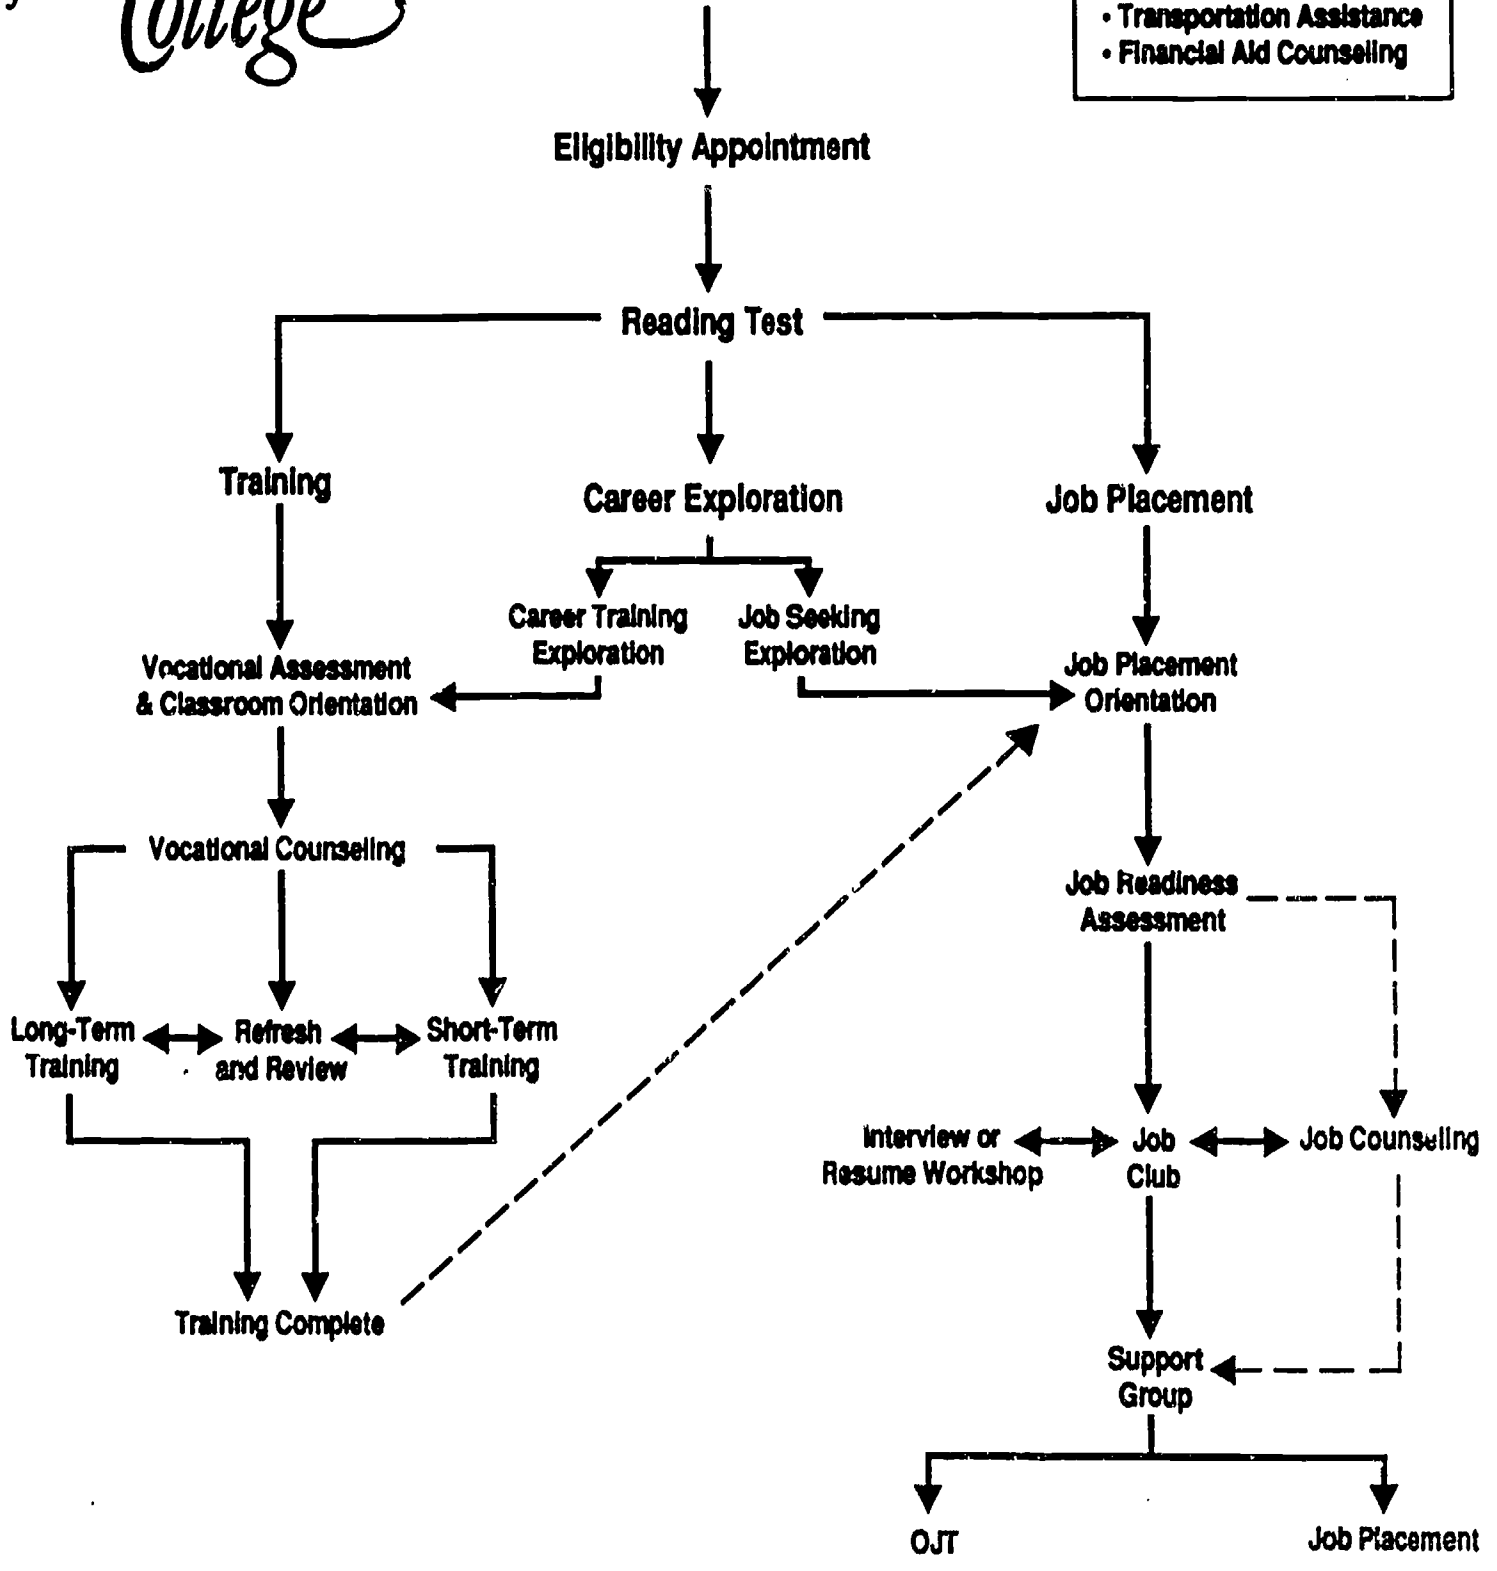 College
• Transportation Assistance
• Financial Aid Counseling
Eligibility Appointment
Reading Test
Training
Career Exploration
Job Placement
Career Training
Exploration
Job Seeking
Exploration
Vocational Assessment
& Classroom Orientation
Job Placement
Orientation
Vocational Counseling
Job Readiness
Assessment
Long-Term
Training
Refresh
and Review
Short-Term
Training
Interview or
Resume Workshop
Job
Club
Job Counseling
Training Complete
Support
Group
OJT
Job Placement